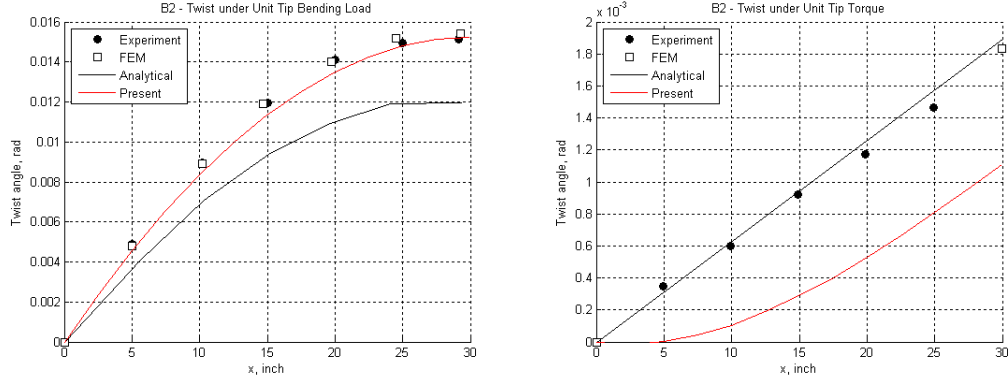 B2 - Twist under Unit Tip Bending Load
0.016
0.014
0.012
0.01
0.008
0.006
0.004
0.002
0
Twist angle, rad
Experiment
FEM
Analytical
Present
0 5 10 15 20 25 30
x, inch
B2 - Twist under Unit Tip Torque
x 10-3
2
1.8
1.6
1.4
1.2
1
0.8
0.6
0.4
0.2
0
Twist angle, rad
Experiment
FEM
Analytical
Present
0 5 10 15 20 25 30
x, inch